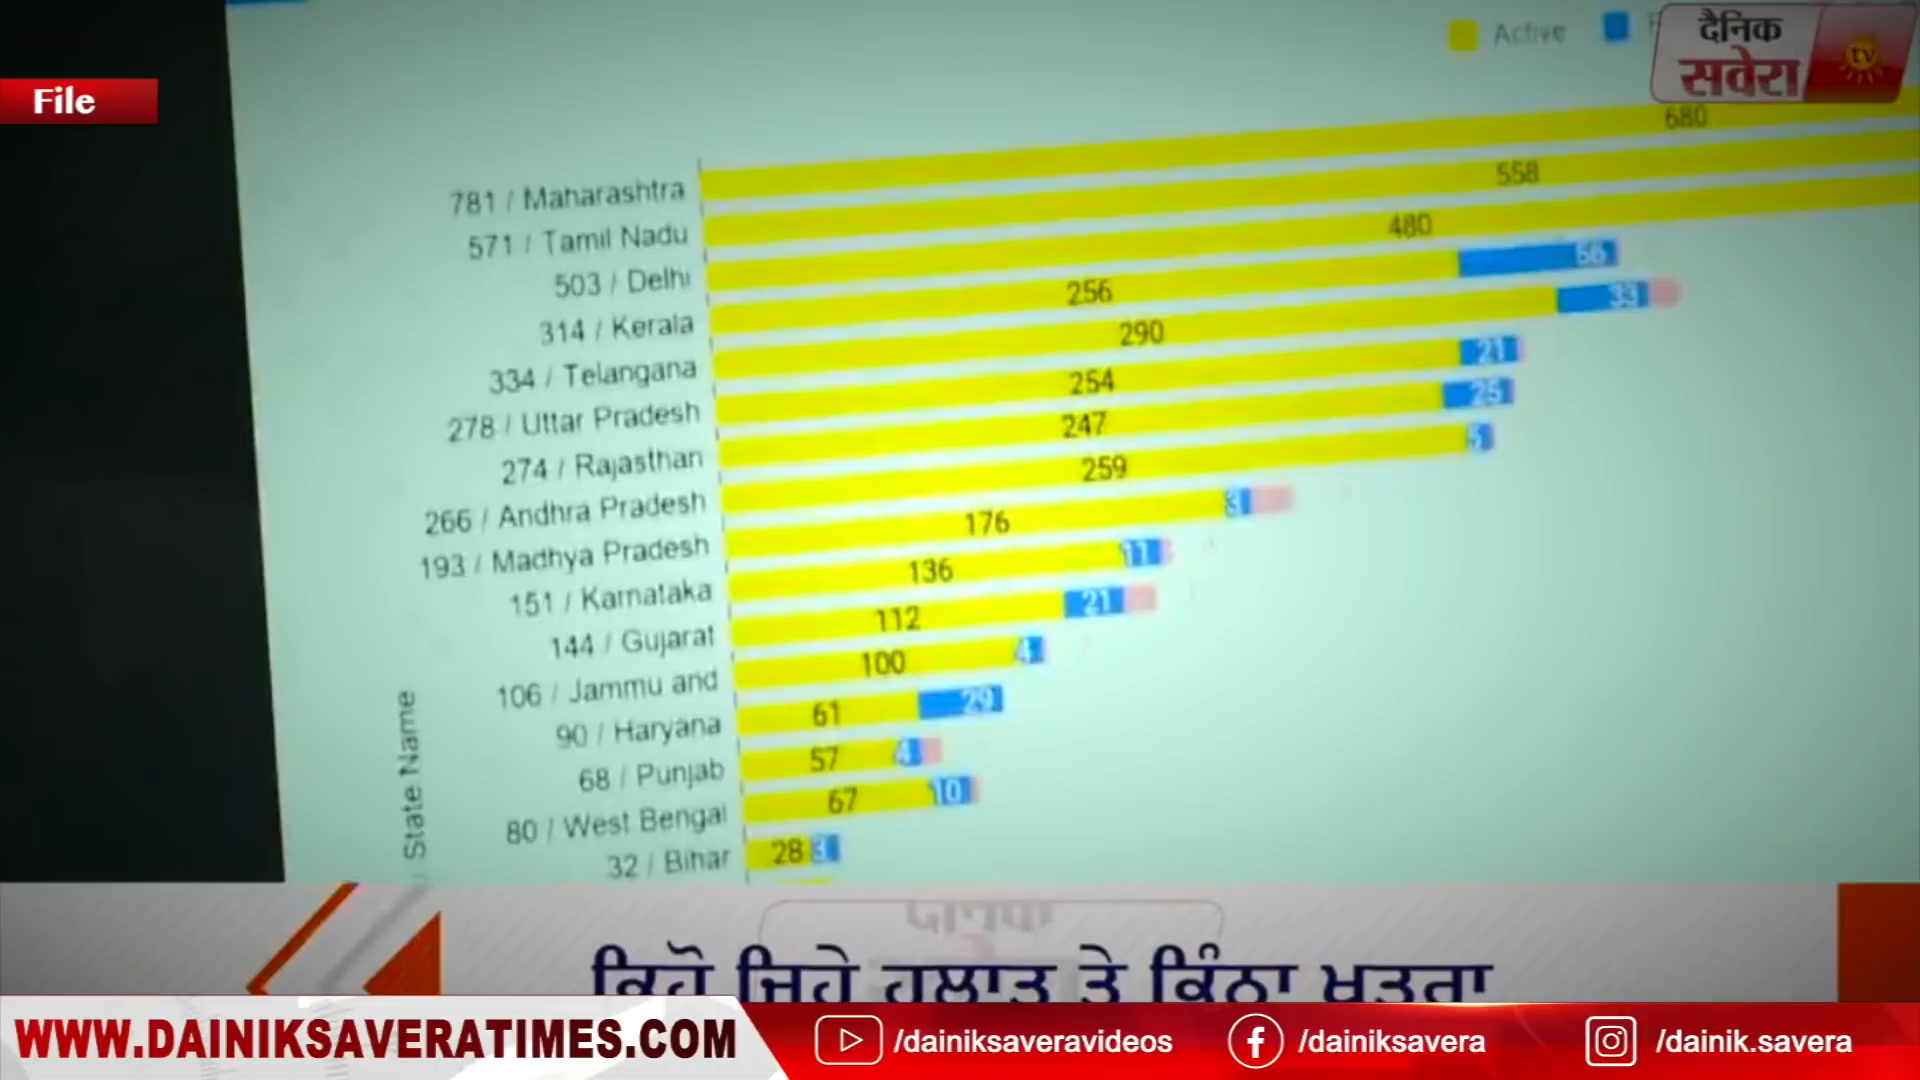 Active
दैनिक
सवेरा
tv
File
680
781 / Maharashtra
558
571 / Tamil Nadu
480
503 / Delhi
256 56
314 / Kerala
290 33
334 / Telangana
254 21
278 / Uttar Pradesh
247 25
274 / Rajasthan
259 5
266 / Andhra Pradesh
176 3
193 / Madhya Pradesh
136 11
151 / Karnataka
112 21
144 / Gujarat
100 4
106 / Jammu and
61 29
90 / Haryana
57 4
68 / Punjab
67 10
80 / West Bengal
28 3
32 / Bihar
State Name
ਕਿਹੋ ਜਿਹੇ ਹਲਾਤ ਤੇ ਕਿੰਨਾ ਖਤਰਾ
WWW.DAINIKSAVERATIMES.COM
/dainiksaveravideos
/dainiksavera
/dainik.savera